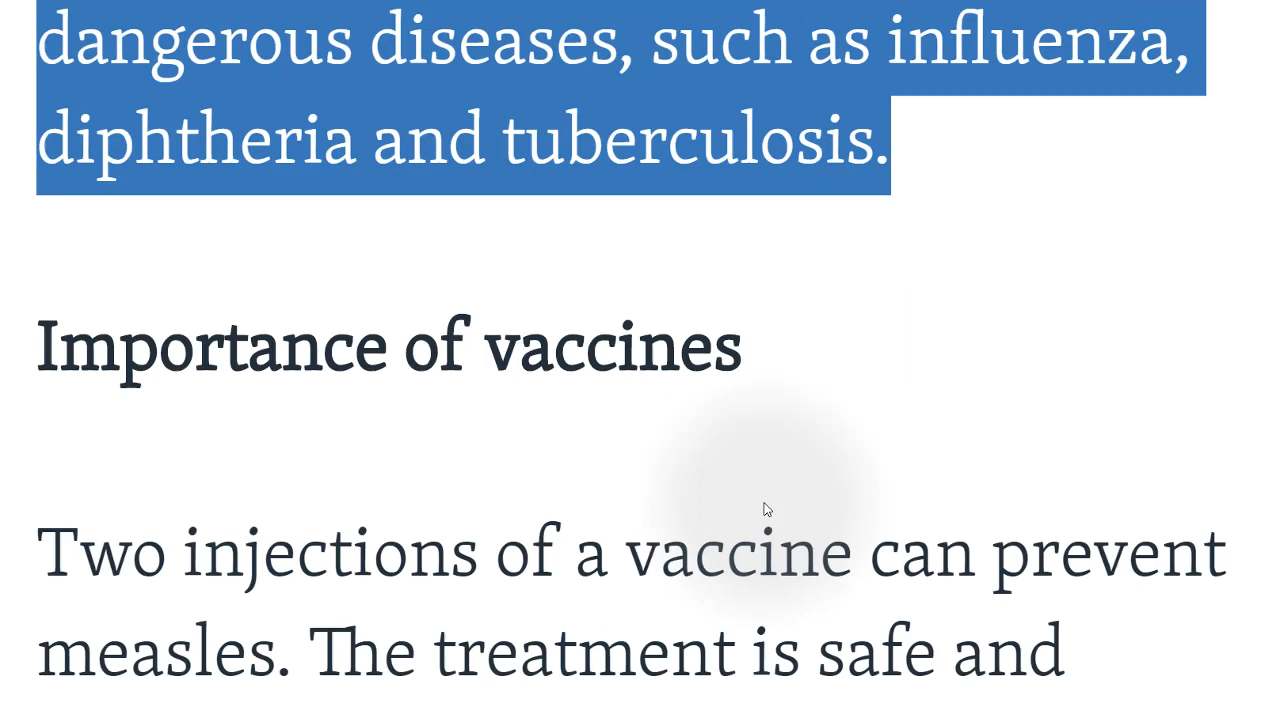 dangerous diseases, such as influenza,
diphtheria and tuberculosis.
Importance of vaccines
Two injections of a vaccine can prevent
measles. The treatment is safe and